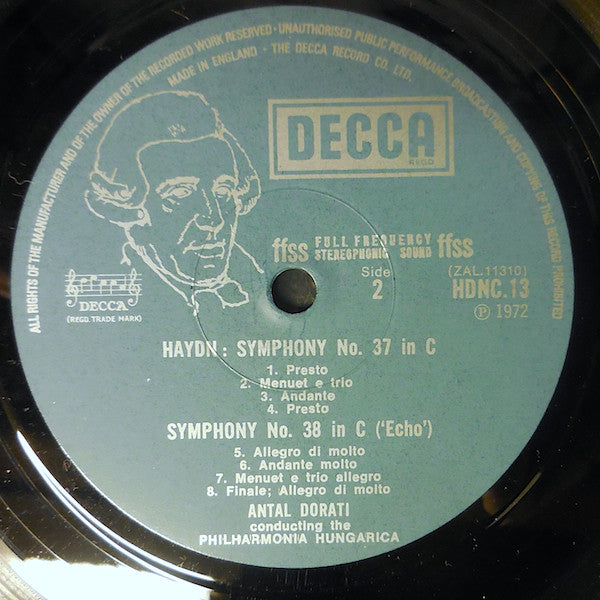 ALL RIGHTS OF THE MANUFACTURER AND OF THE OWNER OF THE RECORDED WORK RESERVED · UNAUTHORISED PUBLIC PERFORMANCE BROADCASTING AND COPYING OF THIS RECORD PROHIBITED
MADE IN ENGLAND · THE DECCA RECORD CO. LTD.
DECCA
REGD
ffss FULL FREQUENCY STEREOPHONIC SOUND ffss
DECCA
(REGD. TRADE MARK)
Side
2
(ZAL.11310)
HDNC.13
Ⓟ 1972
HAYDN: SYMPHONY No. 37 in C
1. Presto
2. Menuet e trio
3. Andante
4. Presto
SYMPHONY No. 38 in C ('Echo')
5. Allegro di molto
6. Andante molto
7. Menuet e trio allegro
8. Finale; Allegro di molto
ANTAL DORATI
conducting the
PHILHARMONIA HUNGARICA